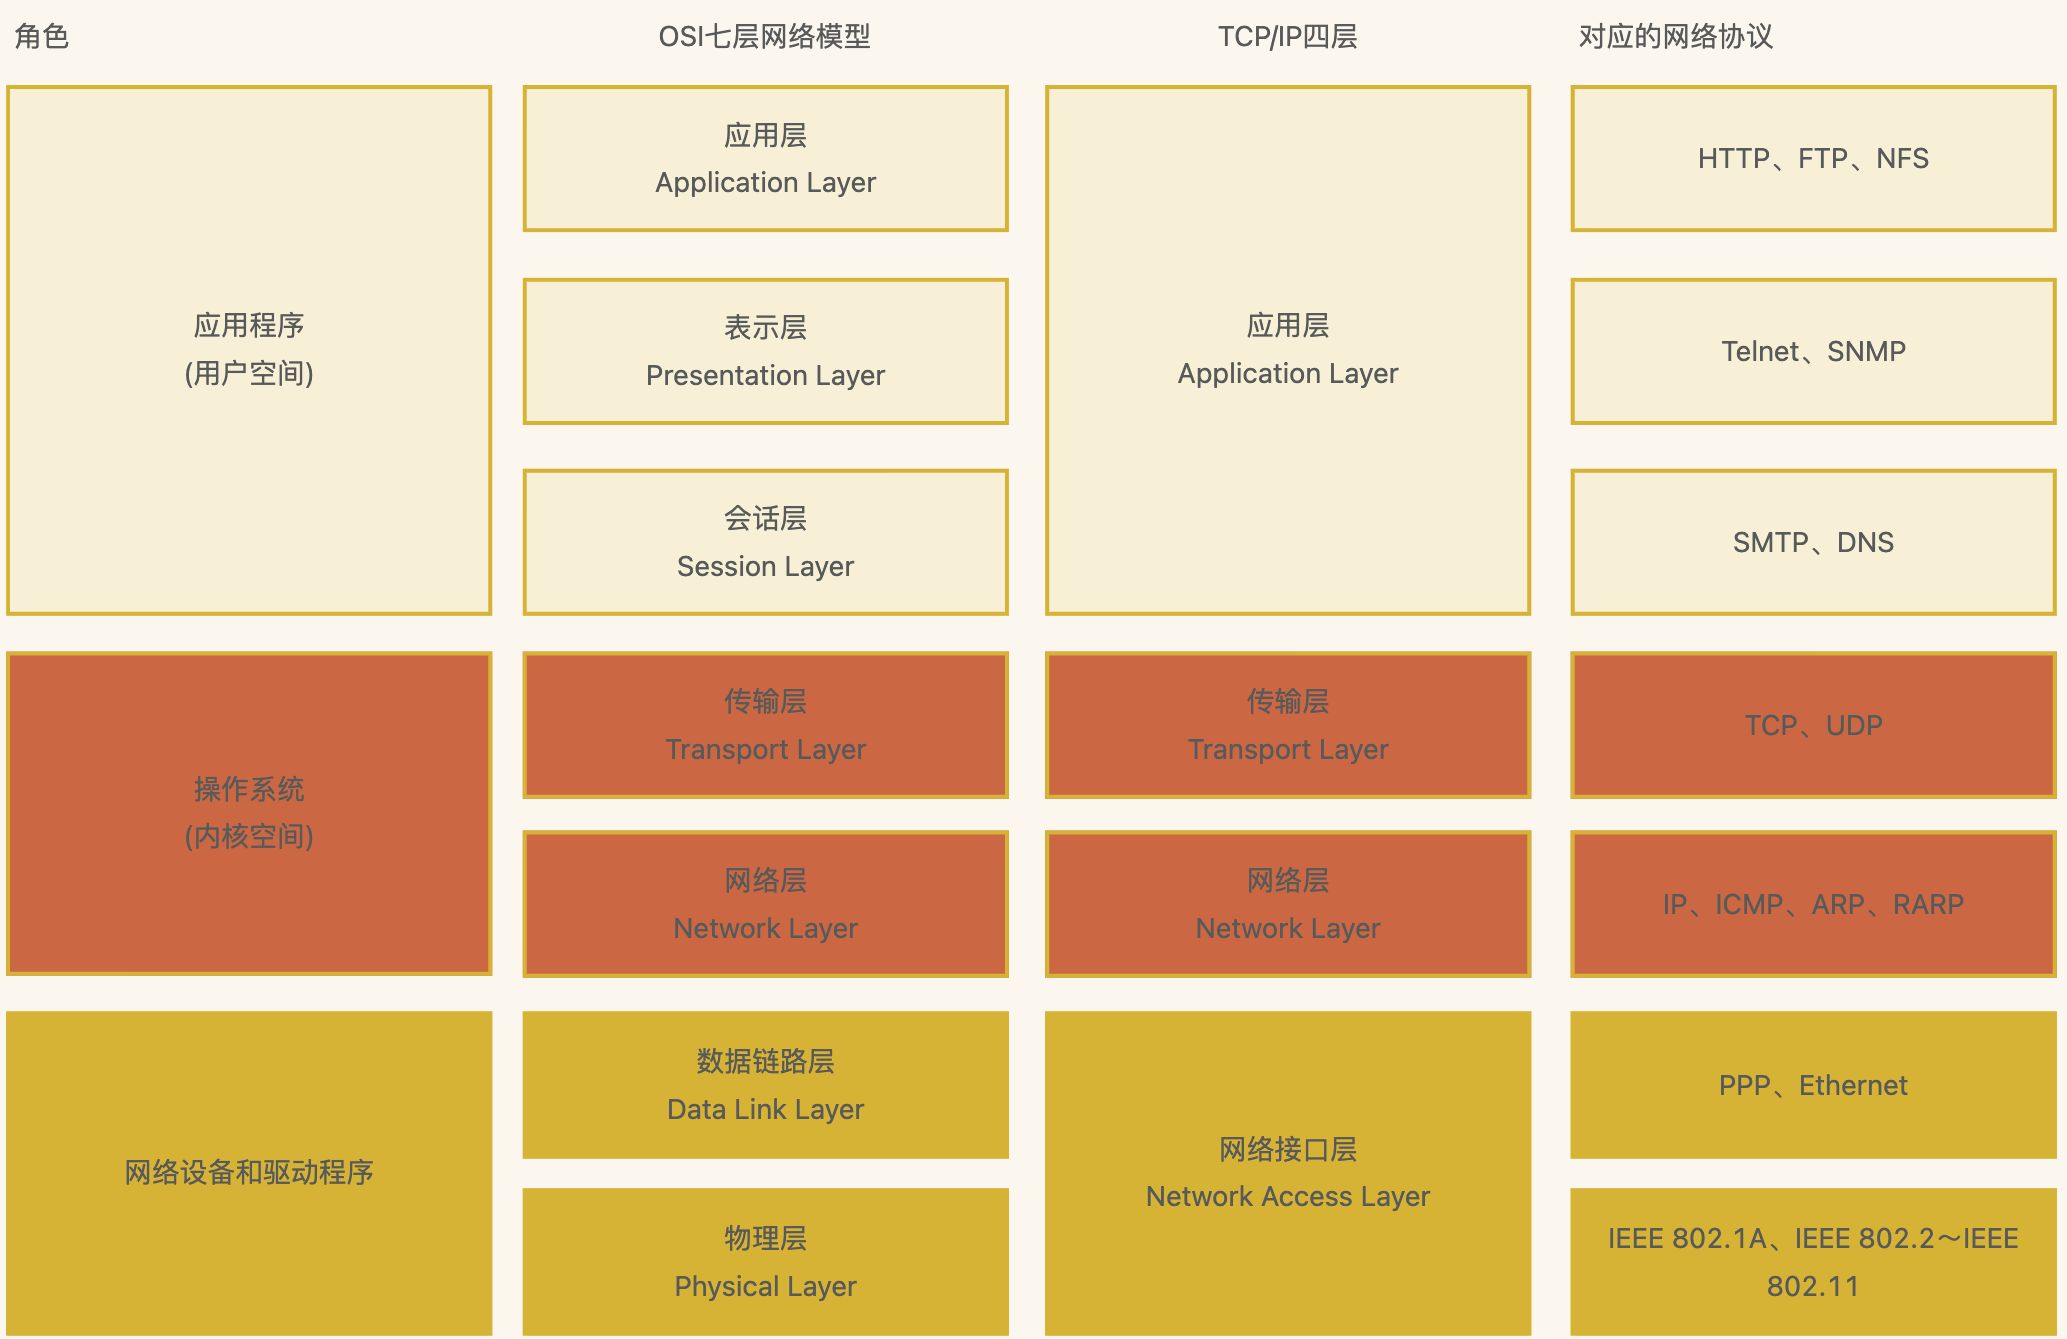 角色
OSI七层网络模型
TCP/IP四层
对应的网络协议
应用程序
(用户空间)
应用层
Application Layer
表示层
Presentation Layer
会话层
Session Layer
应用层
Application Layer
HTTP、FTP、NFS
Telnet、SNMP
SMTP、DNS
操作系统
(内核空间)
传输层
Transport Layer
网络层
Network Layer
传输层
Transport Layer
网络层
Network Layer
TCP、UDP
IP、ICMP、ARP、RARP
网络设备和驱动程序
数据链路层
Data Link Layer
物理层
Physical Layer
网络接口层
Network Access Layer
PPP、Ethernet
IEEE 802.1A、IEEE 802.2～IEEE
802.11